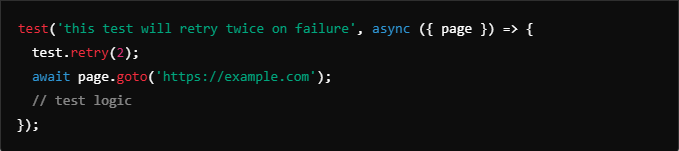 test('this test will retry twice on failure', async ({ page }) => {
  test.retry(2);
  await page.goto('https://example.com');
  // test logic
});